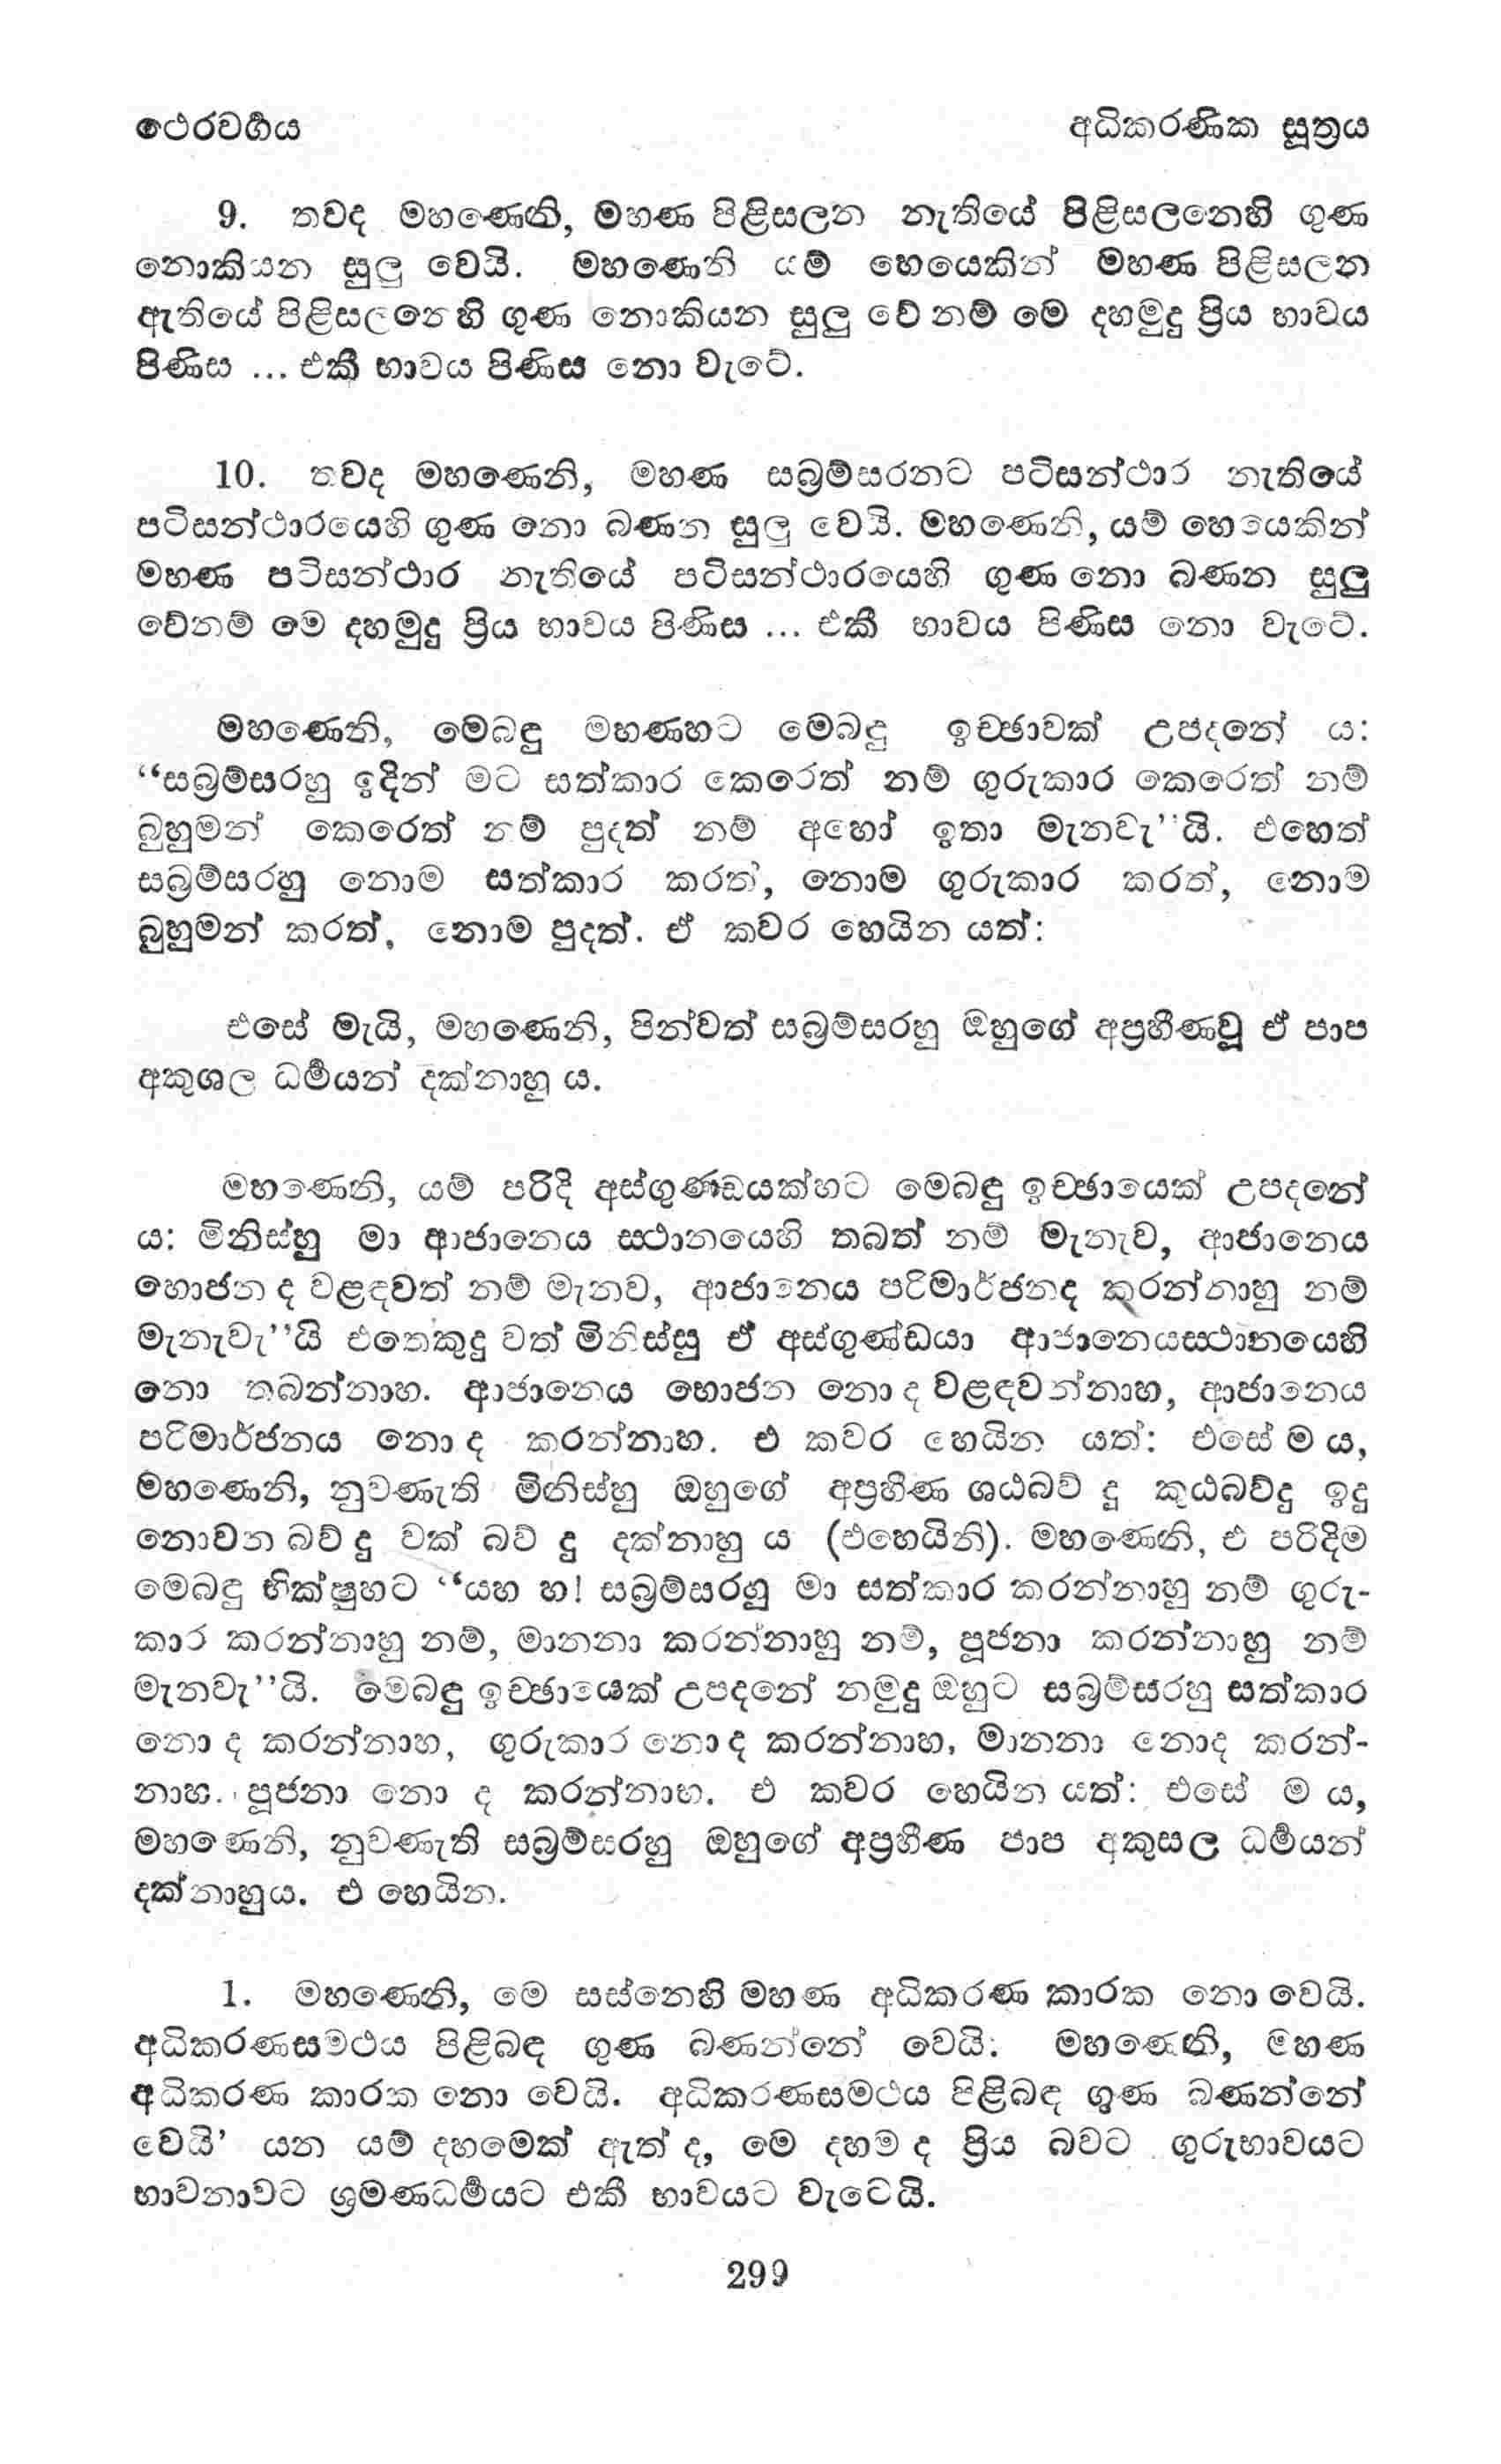 ථෙරවර්‍ගය අධිකරණික සූත්‍රය
9. තවද මහණෙනි, මහණ පිළිසලන නැතියේ පිළිසලනෙහි ගුණ
නොකියන සුලු වෙයි. මහණෙනි යම් හෙයෙකින් මහණ පිළිසලන
ඇතියේ පිළිසලනෙහි ගුණ නොකියන සුලු වේ නම් මෙ දහමුදු ප්‍රිය භාවය
පිණිස ... එකී භාවය පිණිස නො වැටේ.
10. තවද මහණෙනි, මහණ සබ්‍රම්සරනට පටිසන්ථාර නැතියේ
පටිසන්ථාරයෙහි ගුණ නො බණන සුලු වෙයි. මහණෙනි, යම් හෙයෙකින්
මහණ පටිසන්ථාර නැතියේ පටිසන්ථාරයෙහි ගුණ නො බණන සුලු
වේනම් මෙ දහමුදු ප්‍රිය භාවය පිණිස ... එකී භාවය පිණිස නො වැටේ.
මහණෙනි, මෙබඳු මහණහට මෙබඳු ඉච්ඡාවක් උපදනේ ය:
“සබ්‍රම්සරහු ඉදින් මට සත්කාර කෙරෙත් නම් ගුරුකාර කෙරෙත් නම්
බුහුමන් කෙරෙත් නම් පුදත් නම් අහෝ ඉතා මැනවැ”යි. එහෙත්
සබ්‍රම්සරහු නොම සත්කාර කරත්, නොම ගුරුකාර කරත්, නොම
බුහුමන් කරත්, නොම පුදත්. ඒ කවර හෙයින යත්:
එසේ මැයි, මහණෙනි, පින්වත් සබ්‍රම්සරහු ඔහුගේ අප්‍රහීණවූ ඒ පාප
අකුශල ධර්‍මයන් දක්නාහු ය.
මහණෙනි, යම් පරිදි අස්ගුණ්ඩයක්හට මෙබඳු ඉච්ඡායෙක් උපදනේ
ය: මිනිස්හු මා ආජානෙය ස්ථානයෙහි තබත් නම් මැනැව, ආජානෙය
භොජන ද වළඳවත් නම් මැනව, ආජානෙය පරිමාර්ජනද කුරන්නාහු නම්
මැනැවැ”යි එතෙකුදු වත් මිනිස්සු ඒ අස්ගුණ්ඩයා ආජානෙයස්ථානයෙහි
නො තබන්නාහ. ආජානෙය භොජන නො ද වළඳවන්නාහ, ආජානෙය
පරිමාර්ජනය නො ද කරන්නාහ. එ කවර හෙයින යත්: එසේ ම ය,
මහණෙනි, නුවණැති මිනිස්හු ඔහුගේ අප්‍රහීණ ශඨබව් දු කූඨබව්දු ඉදු
නොවන බව් දු වක් බව් දු දක්නාහු ය (එහෙයිනි). මහණෙනි, එ පරිදිම
මෙබඳු භික්ෂුහට “යහ හ! සබ්‍රම්සරහු මා සත්කාර කරන්නාහු නම් ගුරු-
කාර කරන්නාහු නම්, මානනා කරන්නාහු නම්, පූජනා කරන්නාහු නම්
මැනවැ”යි. මෙබඳු ඉච්ඡායෙක් උපදනේ නමුදු ඔහුට සබ්‍රම්සරහු සත්කාර
නො ද කරන්නාහ, ගුරුකාර නො ද කරන්නාහ, මානනා නොද කරන්-
නාහ. පූජනා නො ද කරන්නාහ. එ කවර හෙයින යත්: එසේ ම ය,
මහණෙනි, නුවණැති සබ්‍රම්සරහු ඔහුගේ අප්‍රහීණ පාප අකුසල ධර්‍මයන්
දක්නාහුය. එ හෙයින.
1. මහණෙනි, මෙ සස්නෙහි මහණ අධිකරණ කාරක නො වෙයි.
අධිකරණසමථය පිළිබඳ ගුණ බණන්නේ වෙයි: මහණෙනි, මහණ
අධිකරණ කාරක නො වෙයි. අධිකරණසමථය පිළිබඳ ගුණ බණන්නේ
වෙයි’ යන යම් දහමෙක් ඇත් ද, මෙ දහම ද ප්‍රිය බවට ගුරුභාවයට
භාවනාවට ශ්‍රමණධර්‍මයට එකී භාවයට වැටෙයි.
299